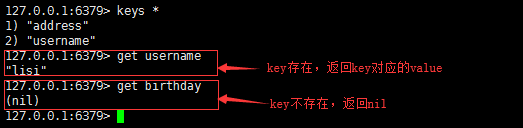 127.0.0.1:6379> keys *
1) "address"
2) "username"
127.0.0.1:6379> get username
"lisi"
key存在，返回key对应的value
127.0.0.1:6379> get birthday
(nil)
key不存在，返回nil
127.0.0.1:6379>